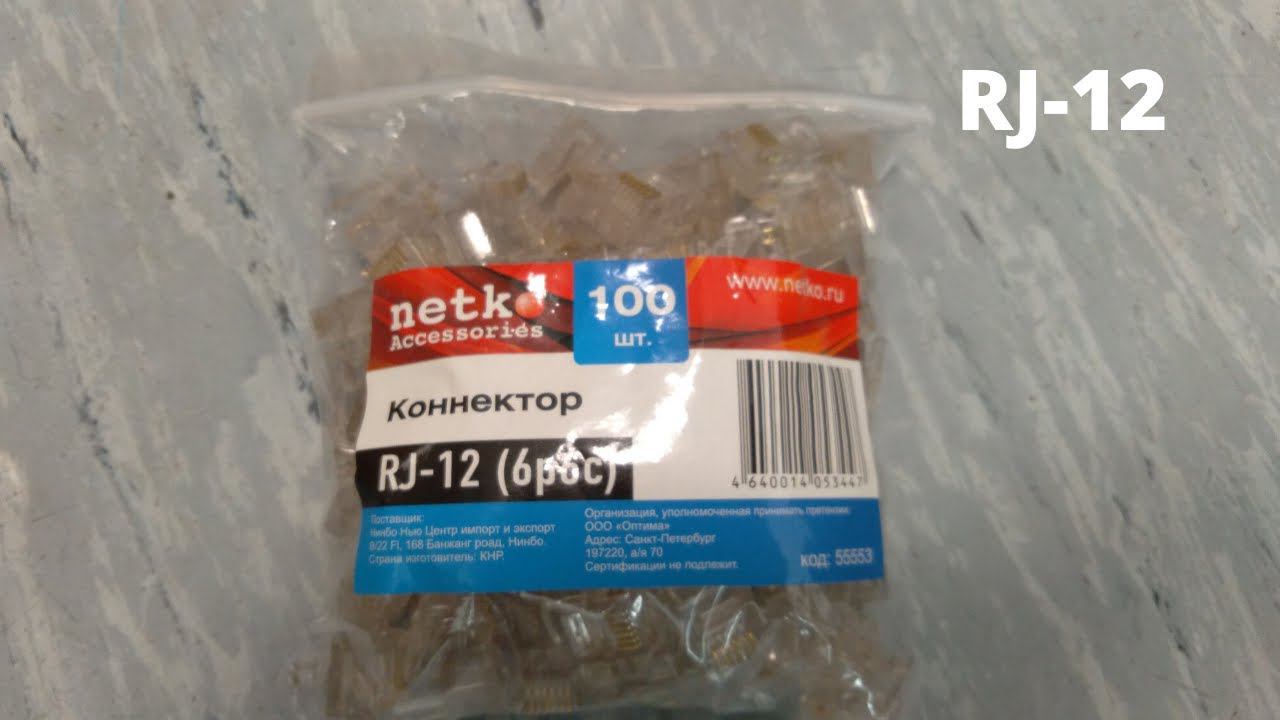 RJ-12
netko
Accessories
100
шт.
www.netko.ru
Коннектор
RJ-12 (6p6c)
4 640014 053447
Поставщик:
Нинбо Нью Центр импорт и экспорт
8/22 Fl, 168 Банжанг роад, Нинбо.
Страна изготовитель: КНР.
Организация, уполномоченная принимать претензии:
ООО «Оптима»
Адрес: Санкт-Петербург
197220, а/я 70
Сертификации не подлежит.
код: 55553